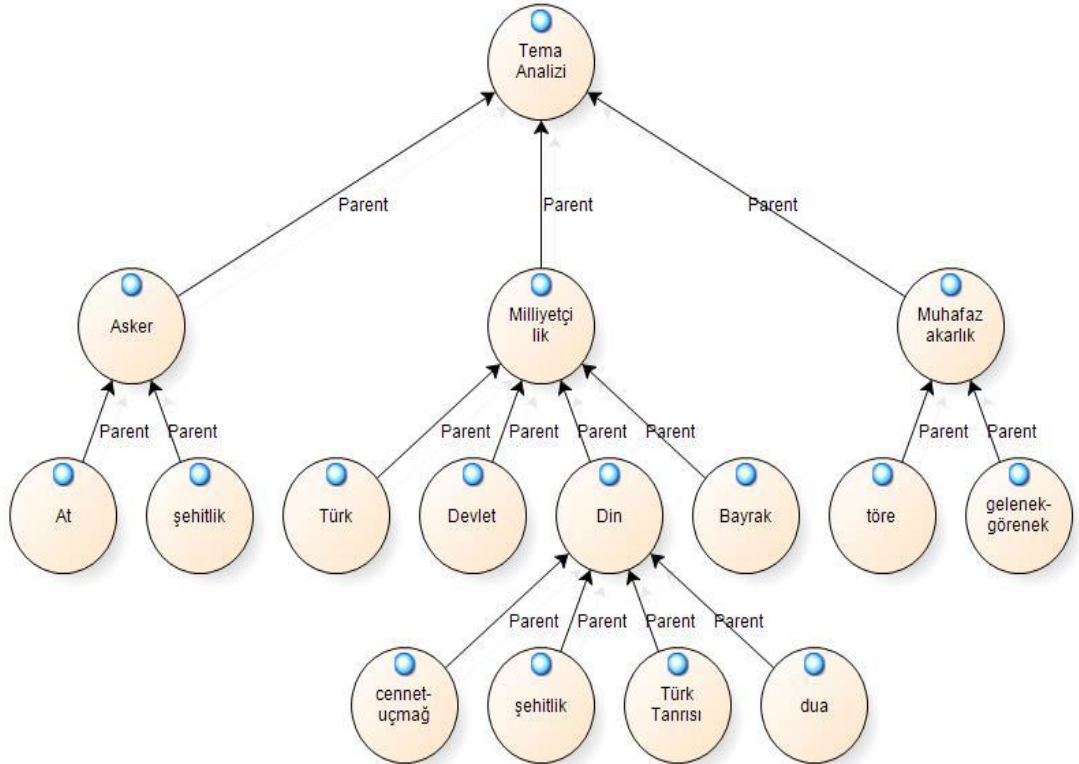 Tema
Analizi
Parent
Parent
Parent
Asker
Milliyetçi
lik
Muhafaz
akarlık
Parent
Parent
Parent
Parent
Parent
Parent
Parent
Parent
At
şehitlik
Türk
Devlet
Din
Bayrak
töre
gelenek-
görenek
Parent
Parent
Parent
Parent
cennet-
uçmağ
şehitlik
Türk
Tanrısı
dua